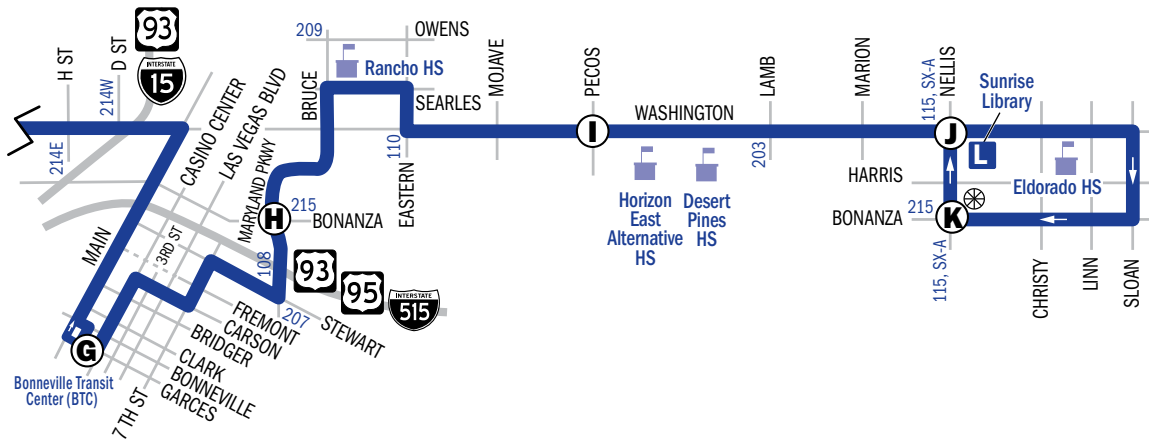 93
INTERSTATE
15
H ST
D ST
214W
214E
209
OWENS
Rancho HS
BRUCE
SEARLES
MOJAVE
PECOS
LAMB
MARION
115, SX-A
NELLIS
Sunrise
Library
CASINO CENTER
LAS VEGAS BLVD
MARYLAND PKWY
110
EASTERN
I
WASHINGTON
203
J
L
HARRIS
Horizon
East
Alternative
HS
Desert
Pines
HS
Eldorado HS
H
215
BONANZA
BONANZA
215
K
115, SX-A
CHRISTY
LINN
SLOAN
MAIN
3RD ST
108
93
95
INTERSTATE
515
207
STEWART
FREMONT
CARSON
BRIDGER
CLARK
BONNEVILLE
GARCES
7 TH ST
G
Bonneville Transit
Center (BTC)